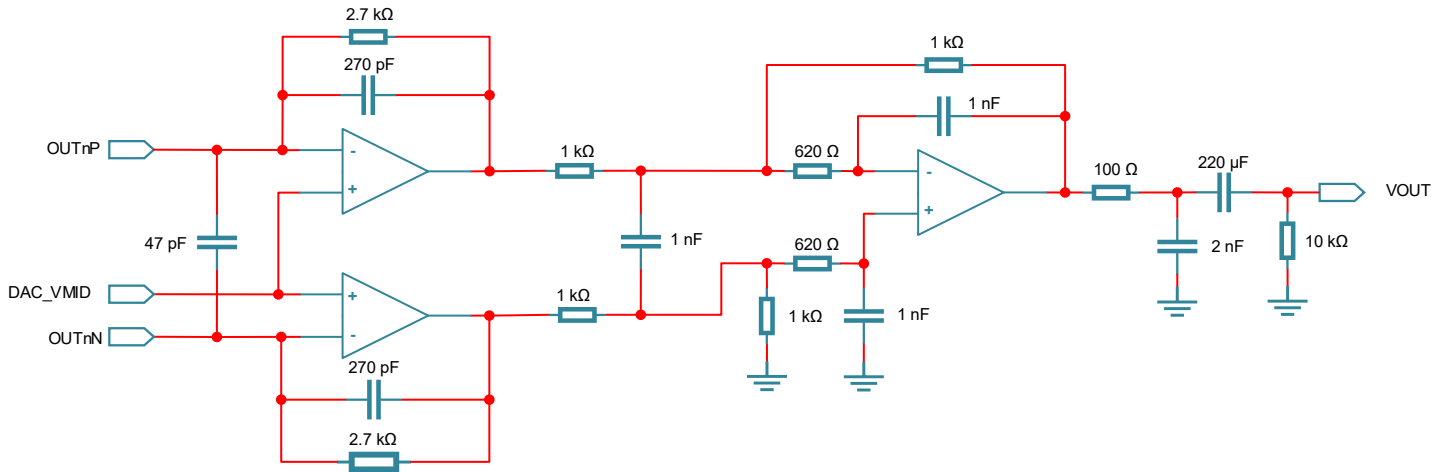 2.7 kΩ
1 kΩ
270 pF
1 nF
OUTnP
-
+
1 kΩ
620 Ω
-
+
100 Ω
220 µF
VOUT
47 pF
1 nF
620 Ω
2 nF
10 kΩ
DAC_VMID
+
-
1 kΩ
1 kΩ
1 nF
OUTnN
270 pF
2.7 kΩ